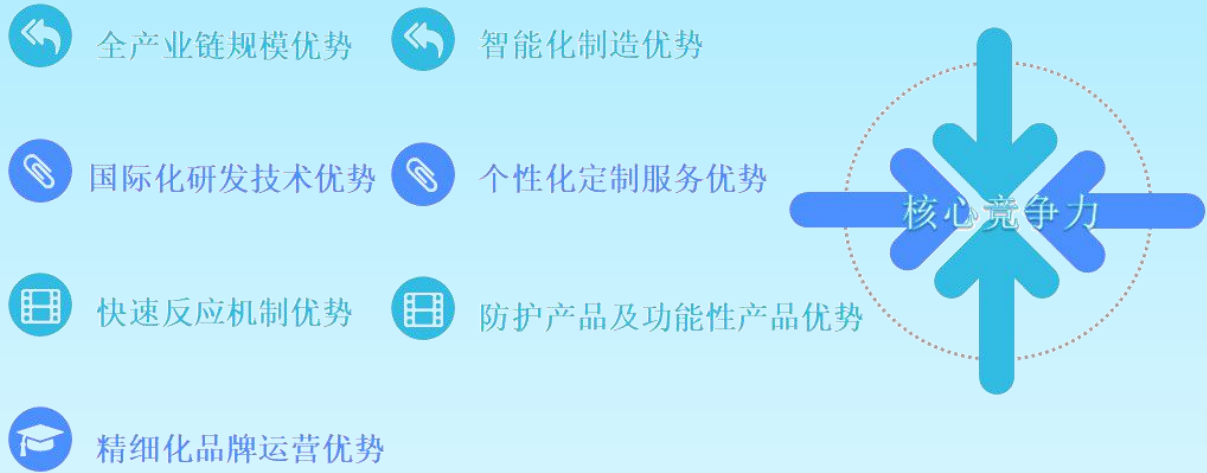 全产业链规模优势
智能化制造优势
国际化研发技术优势
个性化定制服务优势
快速反应机制优势
防护产品及功能性产品优势
精细化品牌运营优势
核心竞争力